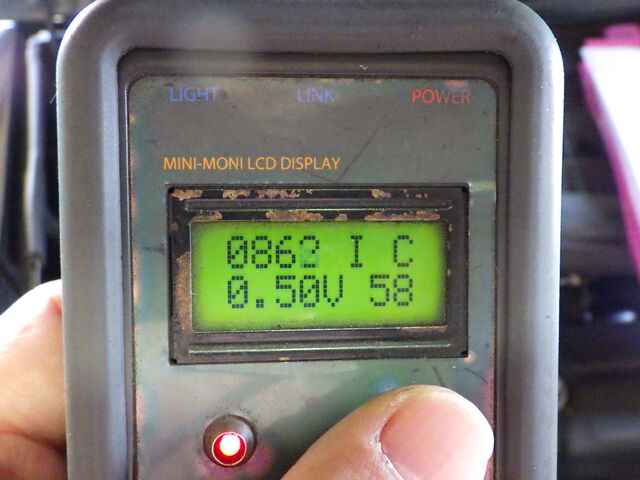 LIGHT LINK POWER
MINI-MONI LCD DISPLAY
0862 I C
0.50V 58